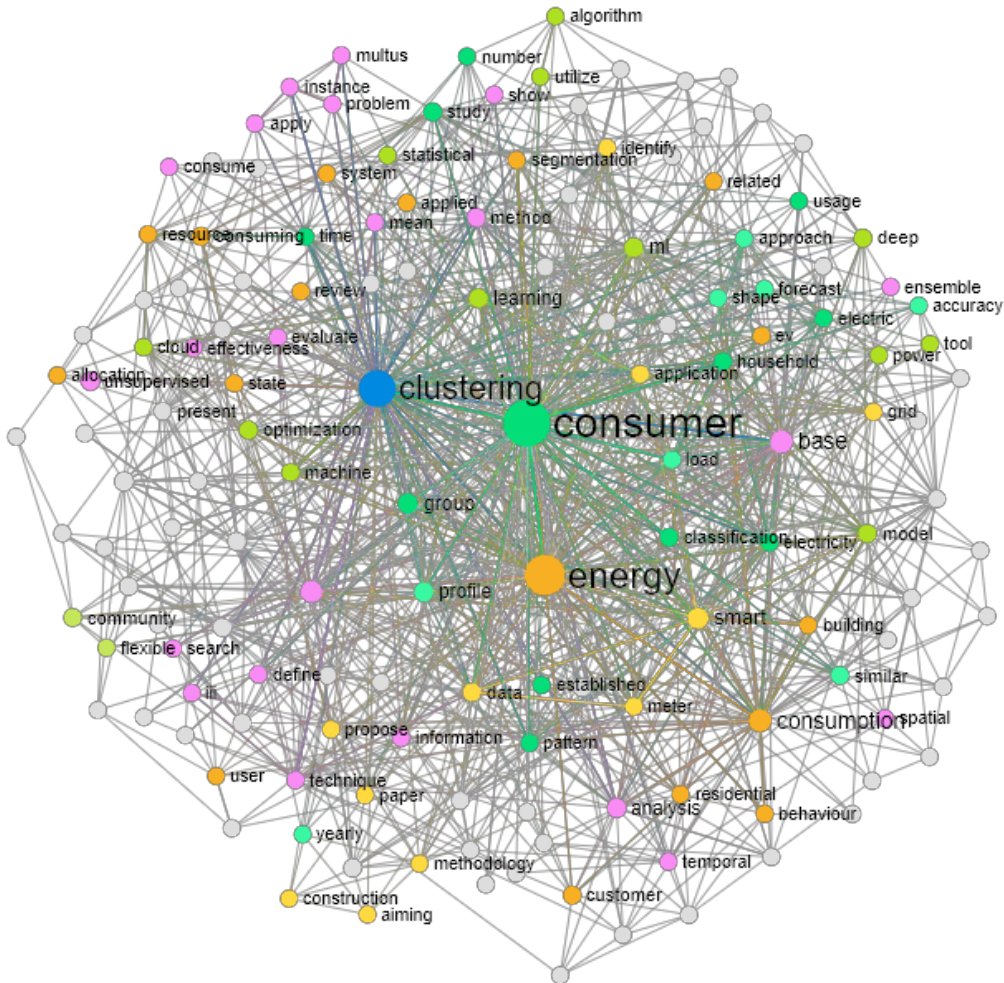 algorithm
multus
number
utilize
instance
show
problem
study
apply
identify
statistical
segmentation
consume
system
related
usage
applied
method
mean
resource
consuming
time
approach
deep
ml
ensemble
forecast
review
learning
shape
accuracy
electric
evaluate
ev
tool
cloud
effectiveness
power
household
allocation
unsupervised
state
application
clustering
present
grid
consumer
optimization
base
load
machine
group
classification
electricity
model
energy
profile
community
smart
building
flexible
search
define
similar
established
iii
data
meter
spatial
consumption
propose
information
pattern
user
technique
paper
residential
analysis
behaviour
yearly
methodology
temporal
customer
construction
aiming